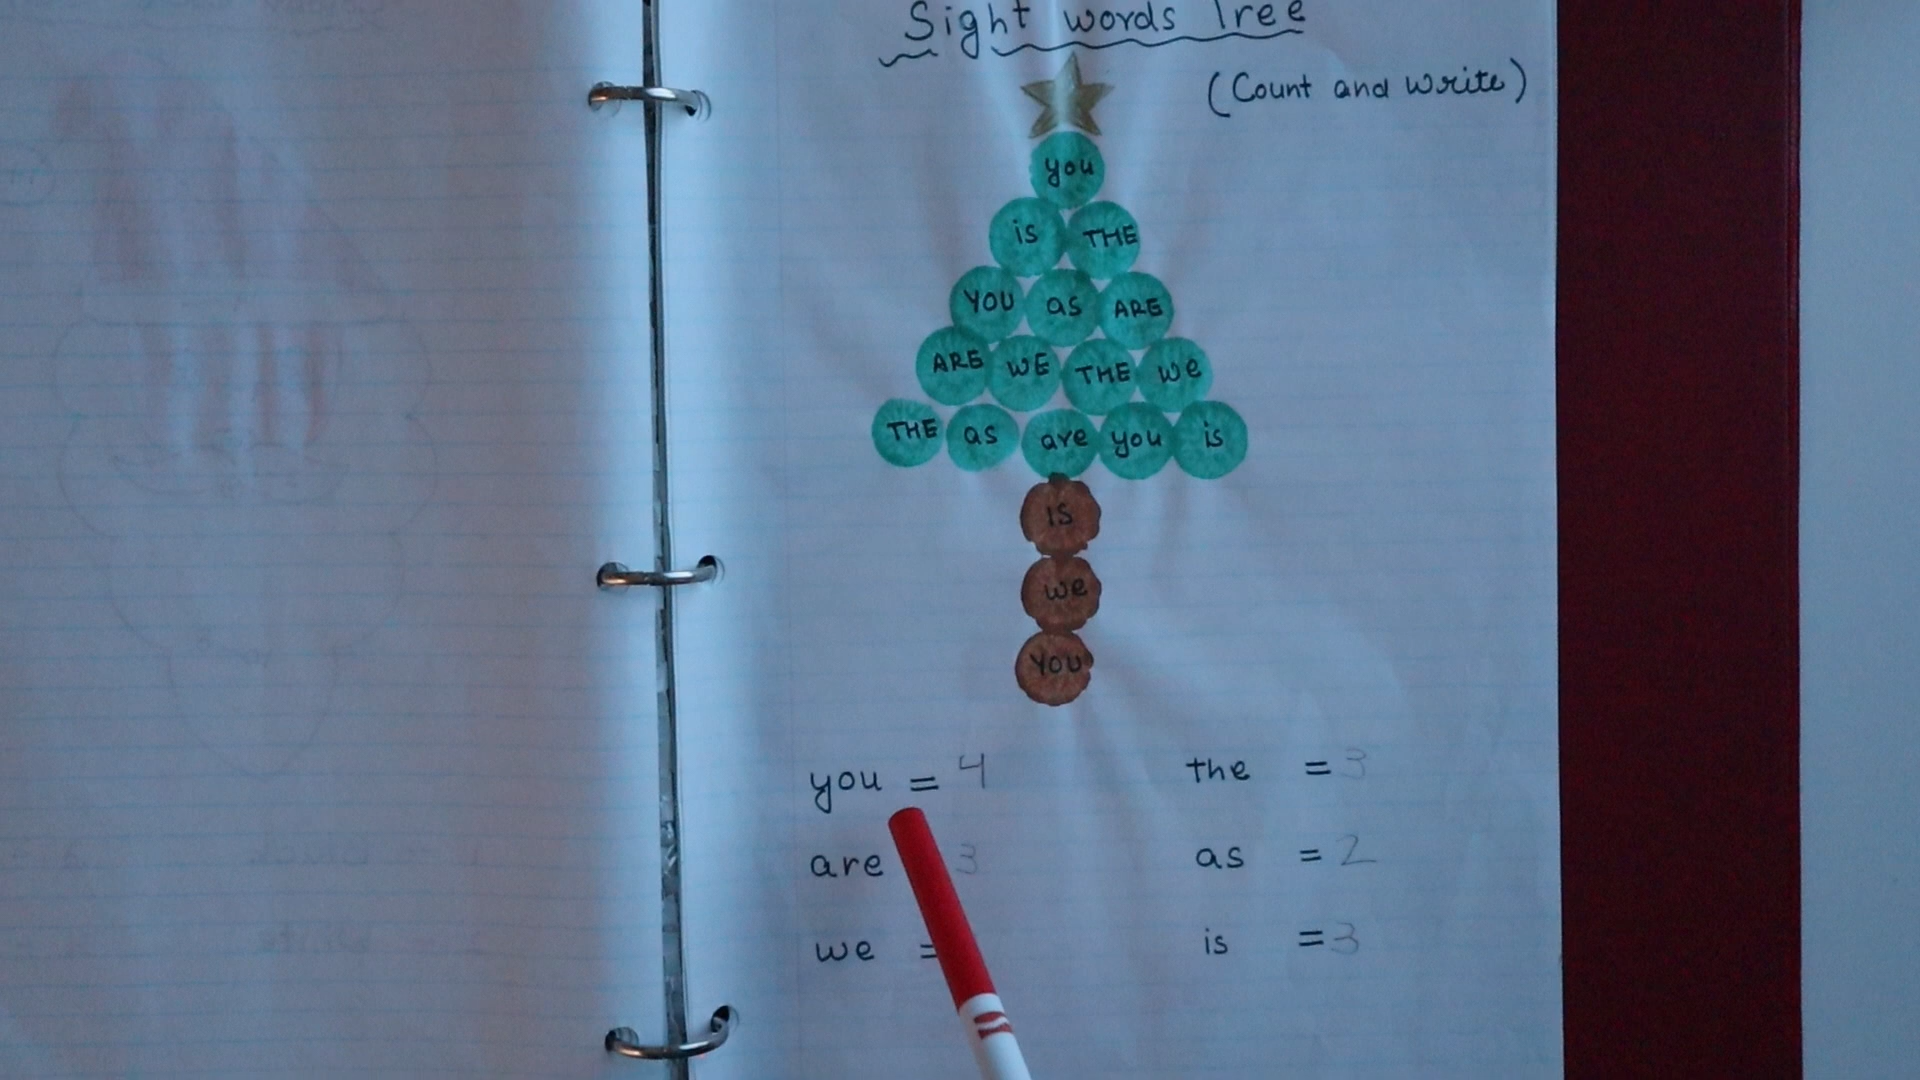 Sight words Tree
(Count and write)
you
is THE
YOU as ARE
ARE WE THE we
THE as are you is
IS
we
YOU
you = 4 the = 3
are 3 as = 2
we = is = 3